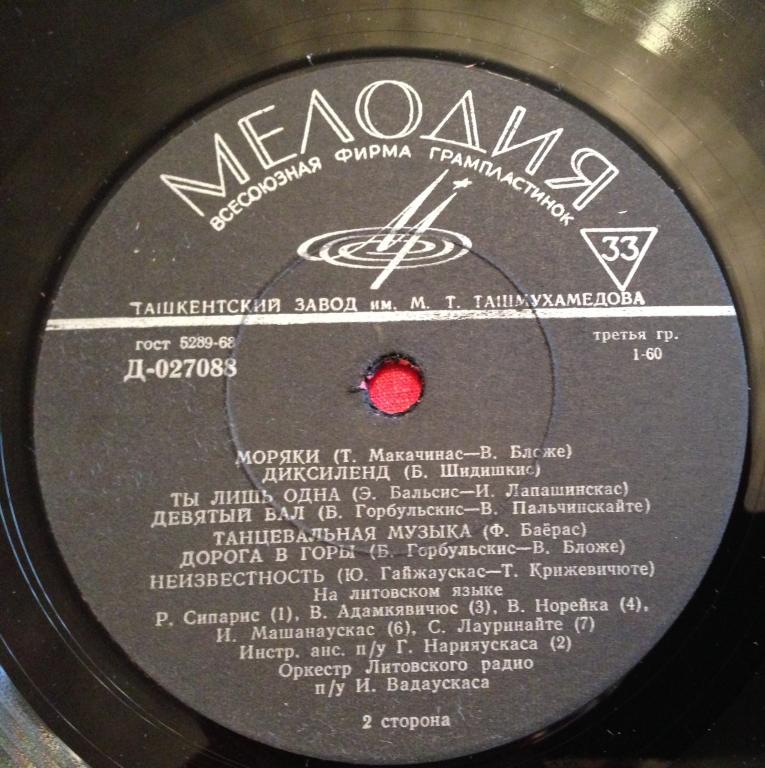 МЕЛОДИЯ
ВСЕСОЮЗНАЯ ФИРМА ГРАМПЛАСТИНОК
33
ТАШКЕНТСКИЙ ЗАВОД им. М. Т. ТАШМУХАМЕДОВА
гост 5289-68
третья гр.
Д-027088
1-60
МОРЯКИ (Т. Макачинас—В. Бложе)
ДИКСИЛЕНД (Б. Шидишкис)
ТЫ ЛИШЬ ОДНА (Э. Бальсис—И. Лапашинскас)
ДЕВЯТЫЙ ВАЛ (Б. Горбульскис—В. Пальчинскайте)
ТАНЦЕВАЛЬНАЯ МУЗЫКА (Ф. Баёрас)
ДОРОГА В ГОРЫ (Б. Горбульскис—В. Бложе)
НЕИЗВЕСТНОСТЬ (Ю. Гайжаускас—Т. Крижевичюте)
На литовском языке
Р. Сипарис (1), В. Адамкявичюс (3), В. Норейка (4),
И. Машанаускас (6), С. Лауринайте (7)
Инстр. анс. п/у Г. Нарияускаса (2)
Оркестр Литовского радио
п/у И. Вадаускаса
2 сторона